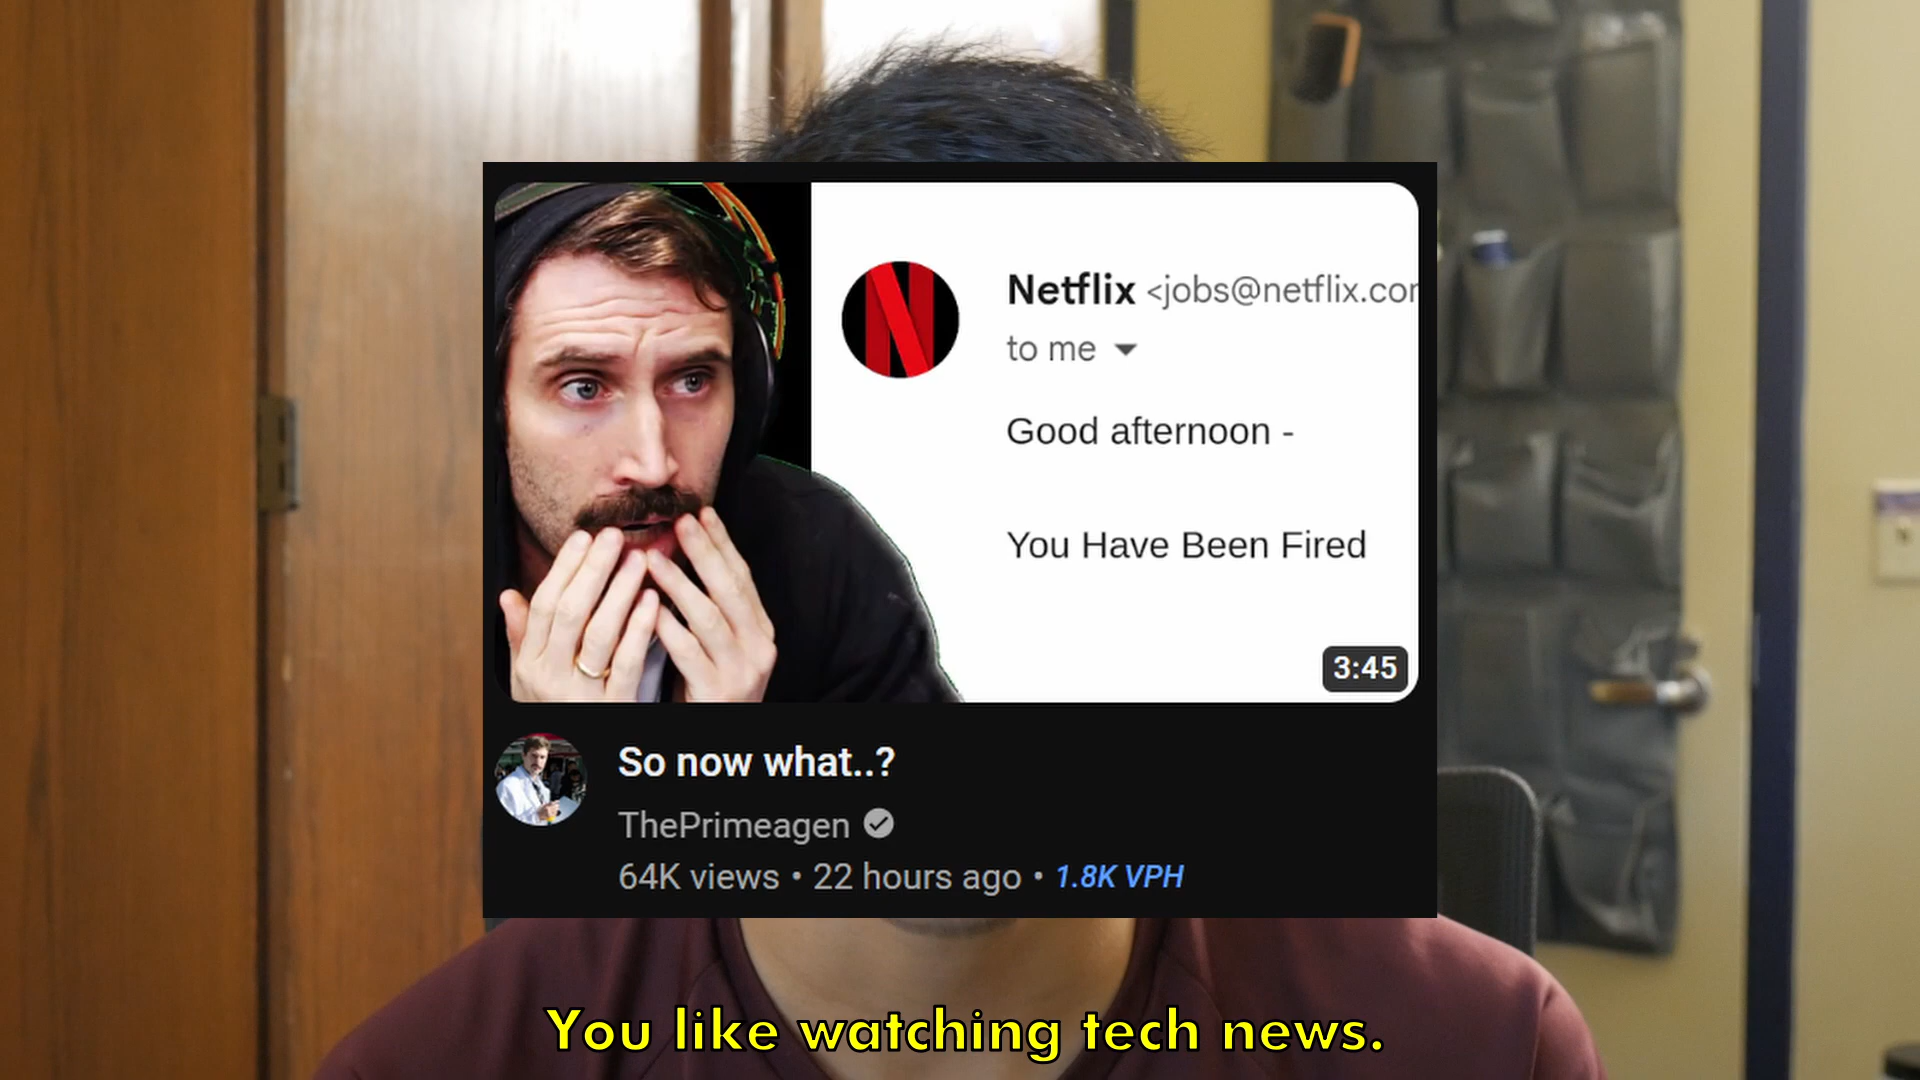 Netflix <jobs@netflix.cor
to me
Good afternoon -
You Have Been Fired
3:45
So now what..?
ThePrimeagen
64K views • 22 hours ago • 1.8K VPH
You like watching tech news.